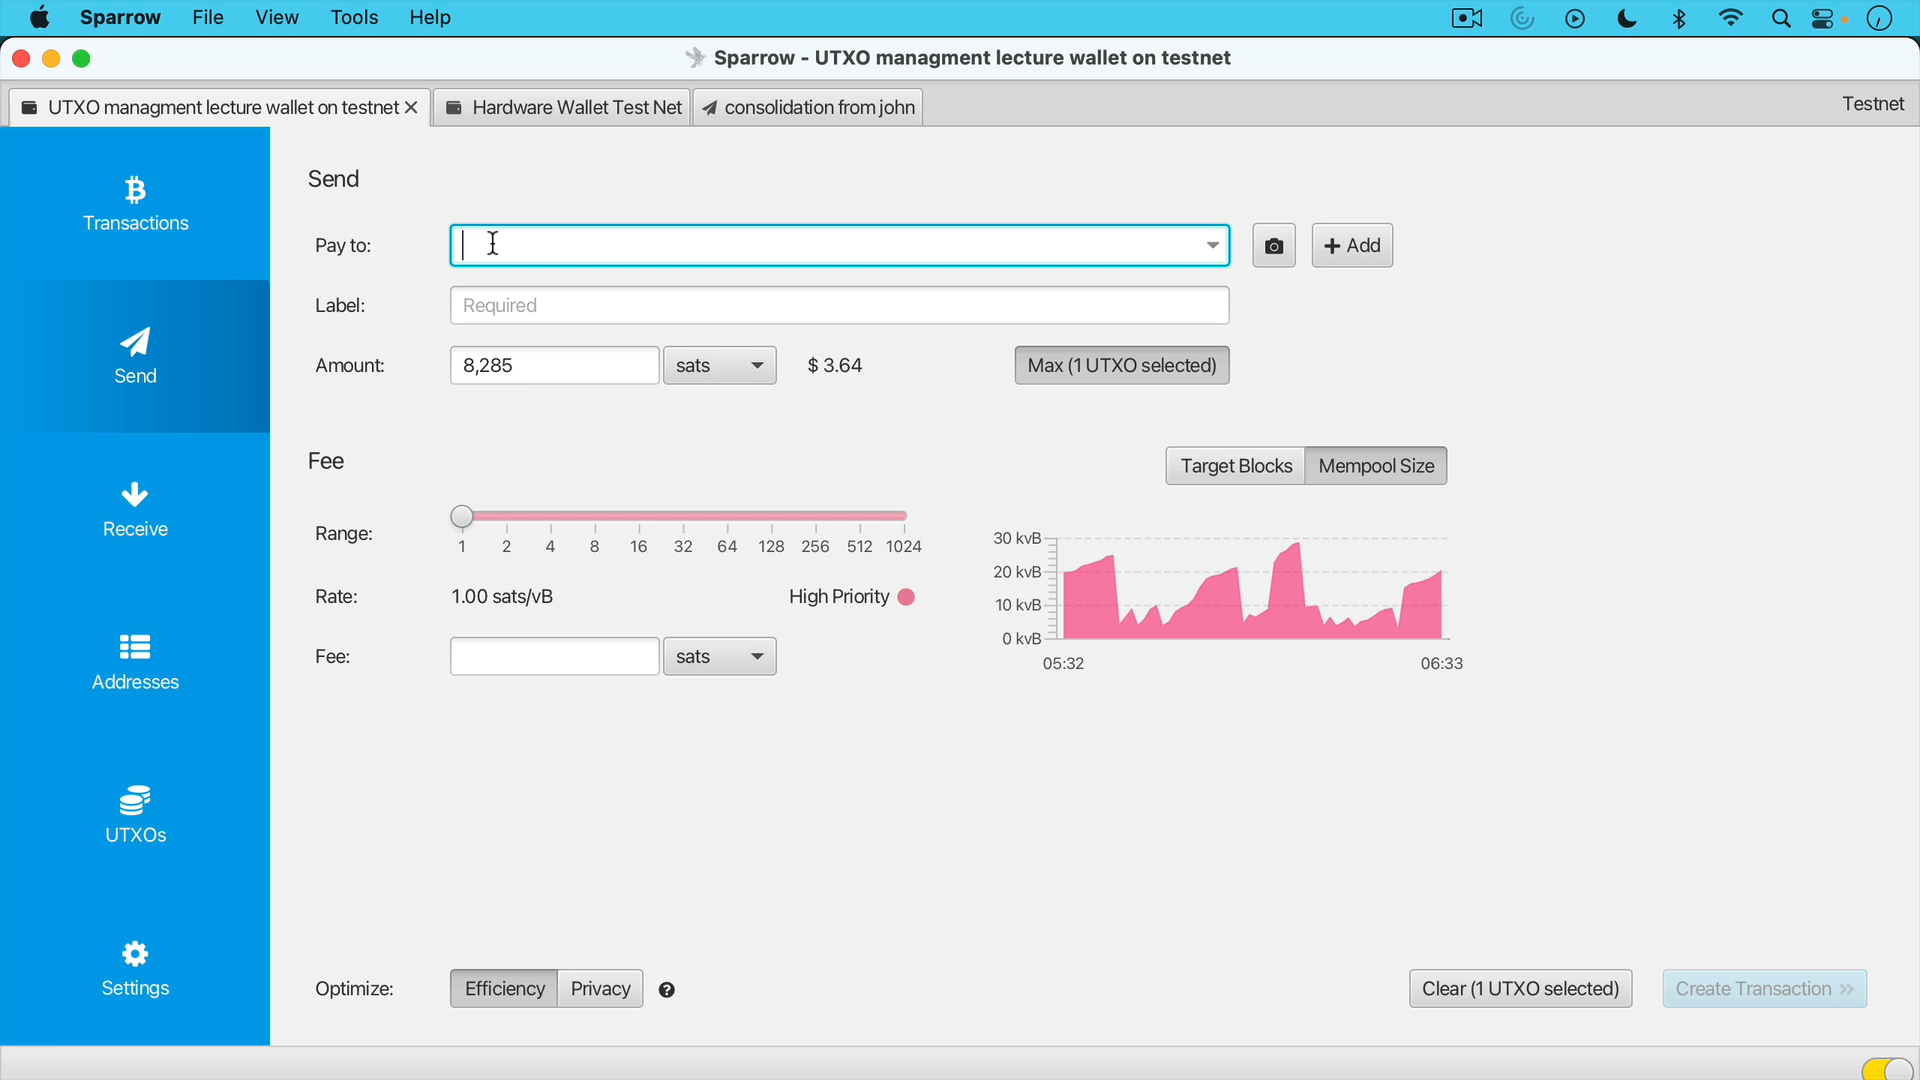 Sparrow File View Tools Help
Sparrow - UTXO managment lecture wallet on testnet
UTXO managment lecture wallet on testnet Hardware Wallet Test Net consolidation from john Testnet
Transactions
Send
Receive
Addresses
UTXOs
Settings
Send
Pay to: + Add
Label: Required
Amount: 8,285 sats $ 3.64 Max (1 UTXO selected)
Fee Target Blocks Mempool Size
Range: 1 2 4 8 16 32 64 128 256 512 1024
Rate: 1.00 sats/vB High Priority
Fee: sats
30 kvB
20 kvB
10 kvB
0 kvB
05:32 06:33
Optimize: Efficiency Privacy ? Clear (1 UTXO selected) Create Transaction »